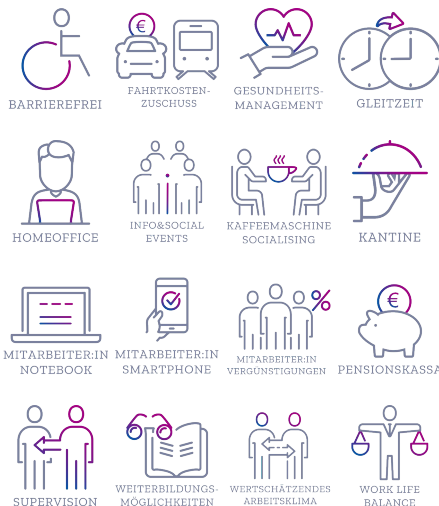 BARRIEREFREI
€
FAHRTKOSTEN-
ZUSCHUSS
GESUNDHEITS-
MANAGEMENT
GLEITZEIT
HOMEOFFICE
INFO&SOCIAL
EVENTS
KAFFEEMASCHINE
SOCIALISING
KANTINE
MITARBEITER:IN
NOTEBOOK
MITARBEITER:IN
SMARTPHONE
%
MITARBEITER:IN
VERGÜNSTIGUNGEN
€
PENSIONSKASSA
SUPERVISION
WEITERBILDUNGS-
MÖGLICHKEITEN
WERTSCHÄTZENDES
ARBEITSKLIMA
WORK LIFE
BALANCE